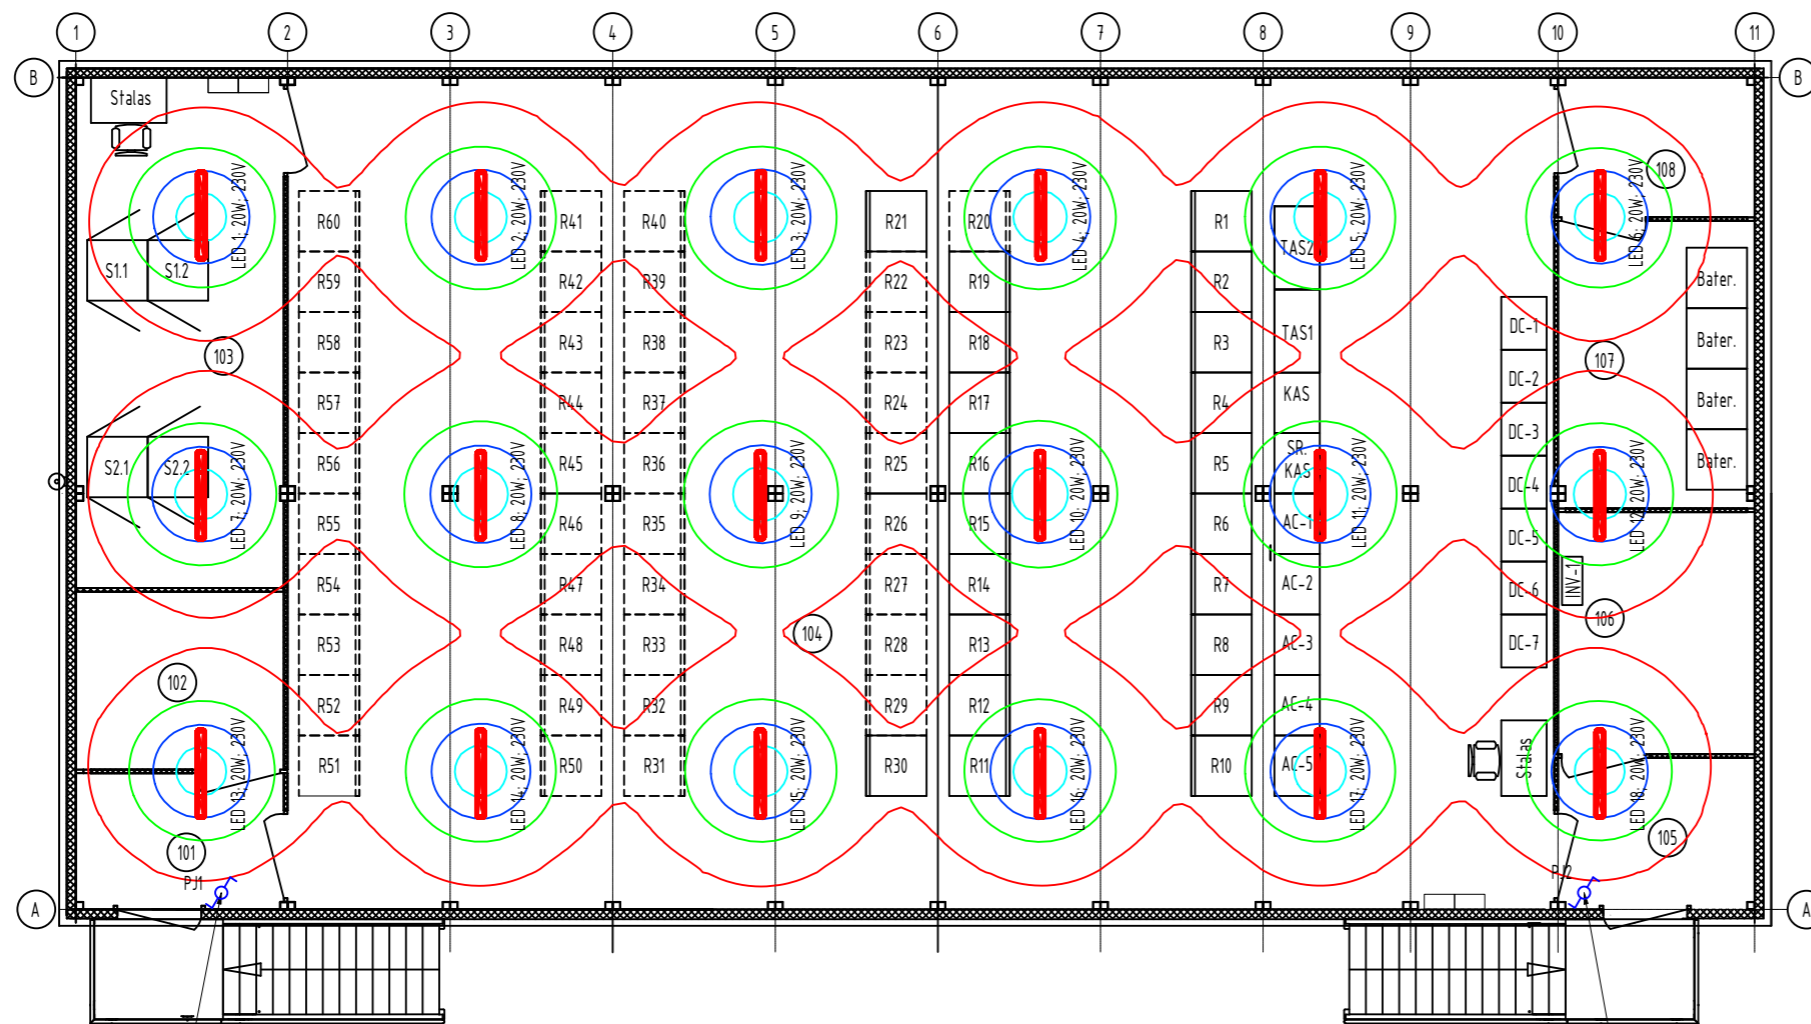 1 2 3 4 5 6 7 8 9 10 11
B B
Stalas
LED 1; 20W; 230V
LED 2; 20W; 230V
LED 3; 20W; 230V
LED 4; 20W; 230V
LED 5; 20W; 230V
LED 6; 20W; 230V
108
R60 R41 R40 R21 R20 R1
TAS2
S1.1 S1.2
R59 R42 R39 R22 R19 R2
Bater.
103
R58 R43 R38 R23 R18 R3
TAS1
DC-1
107
Bater.
R57 R44 R37 R24 R17 R4
KAS
DC-2
Bater.
DC-3
S2.1 S2.2
R56 R45 R36 R25 R16 R5
SR.
KAS
DC-4
Bater.
LED 7; 20W; 230V
LED 8; 20W; 230V
LED 9; 20W; 230V
LED 10; 20W; 230V
LED 11; 20W; 230V
LED 12; 20W; 230V
R55 R46 R35 R26 R15 R6
AC-1
DC-5
R54 R47 R34 R27 R14 R7
AC-2
DC-6
INV-1
106
104
R53 R48 R33 R28 R13 R8
AC-3
DC-7
102
R52 R49 R32 R29 R12 R9
AC-4
Stalas
LED 13; 20W; 230V
LED 14; 20W; 230V
LED 15; 20W; 230V
LED 16; 20W; 230V
LED 17; 20W; 230V
LED 18; 20W; 230V
R51 R50 R31 R30 R11 R10
AC-5
101
105
PJ1
PJ2
A A